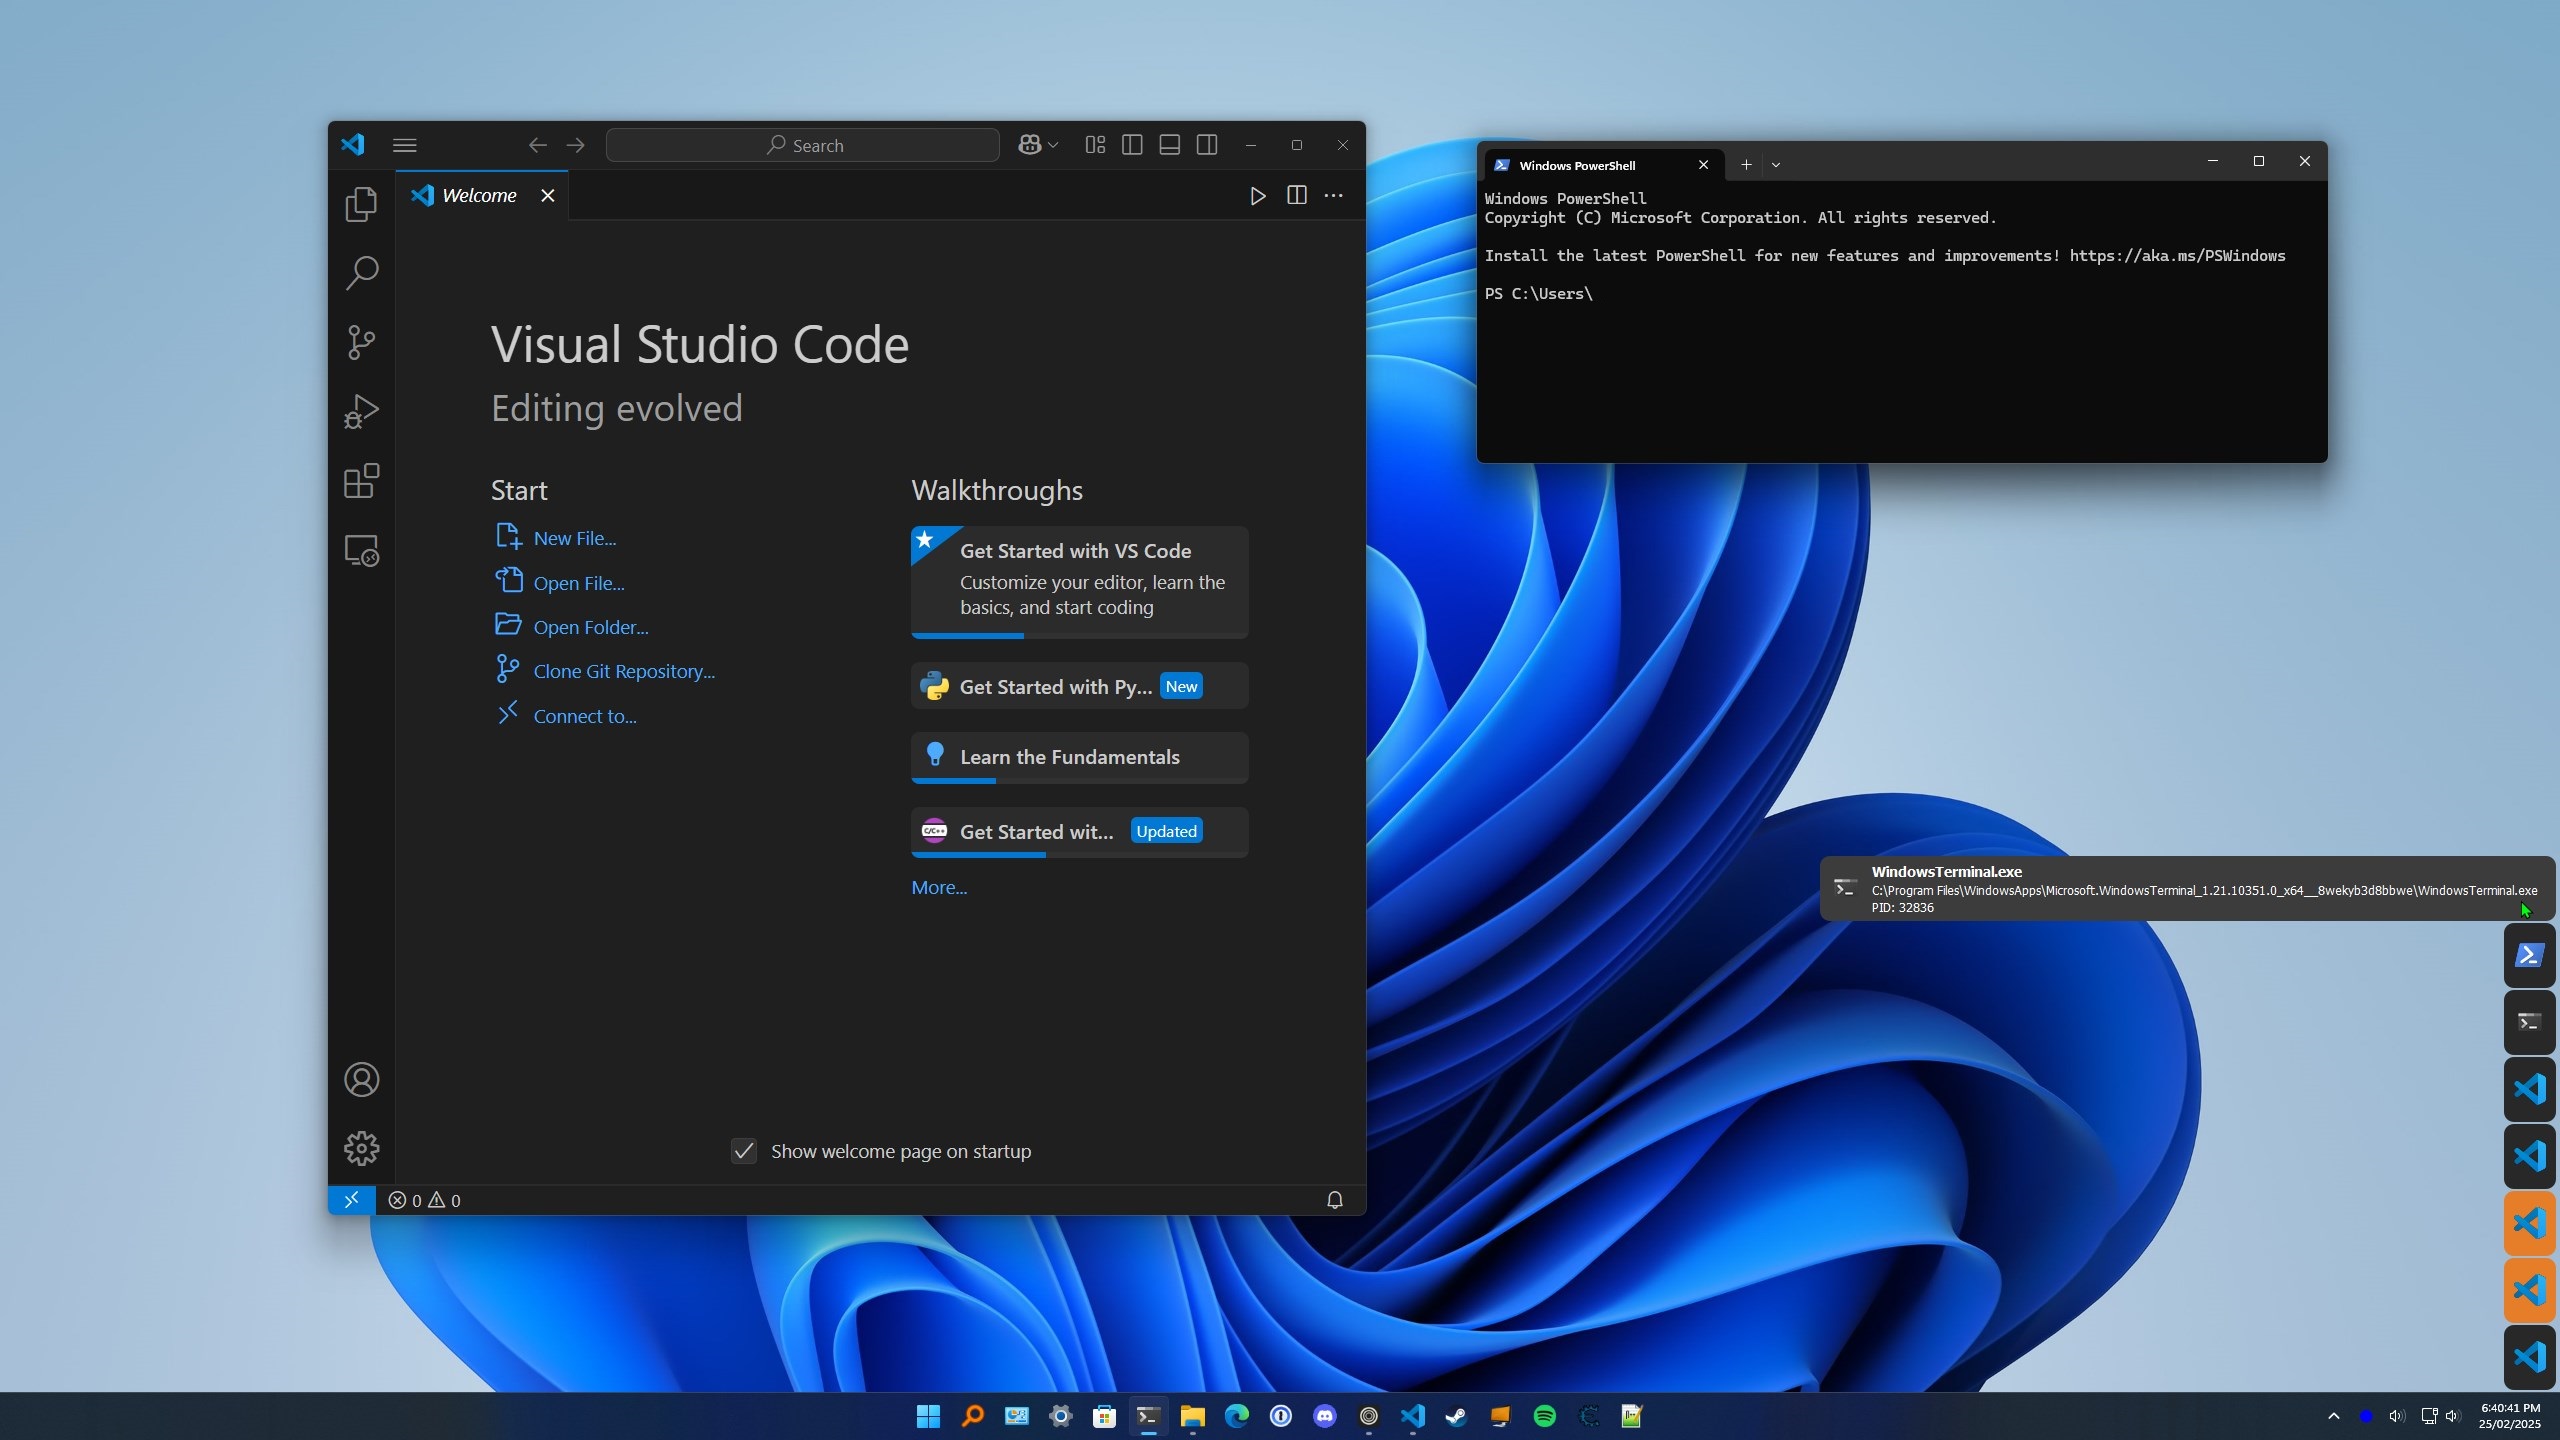 Search
Welcome
Visual Studio Code
Editing evolved
Start
New File...
Open File...
Open Folder...
Clone Git Repository...
Connect to...
Walkthroughs
Get Started with VS Code
Customize your editor, learn the
basics, and start coding
Get Started with Py... New
Learn the Fundamentals
C/C++ Get Started wit... Updated
More...
Show welcome page on startup
0 0
Windows PowerShell
Windows PowerShell
Copyright (C) Microsoft Corporation. All rights reserved.
Install the latest PowerShell for new features and improvements! https://aka.ms/PSWindows
PS C:\Users\
WindowsTerminal.exe
C:\Program Files\WindowsApps\Microsoft.WindowsTerminal_1.21.10351.0_x64__8wekyb3d8bbwe\WindowsTerminal.exe
PID: 32836
6:40:41 PM
25/02/2025